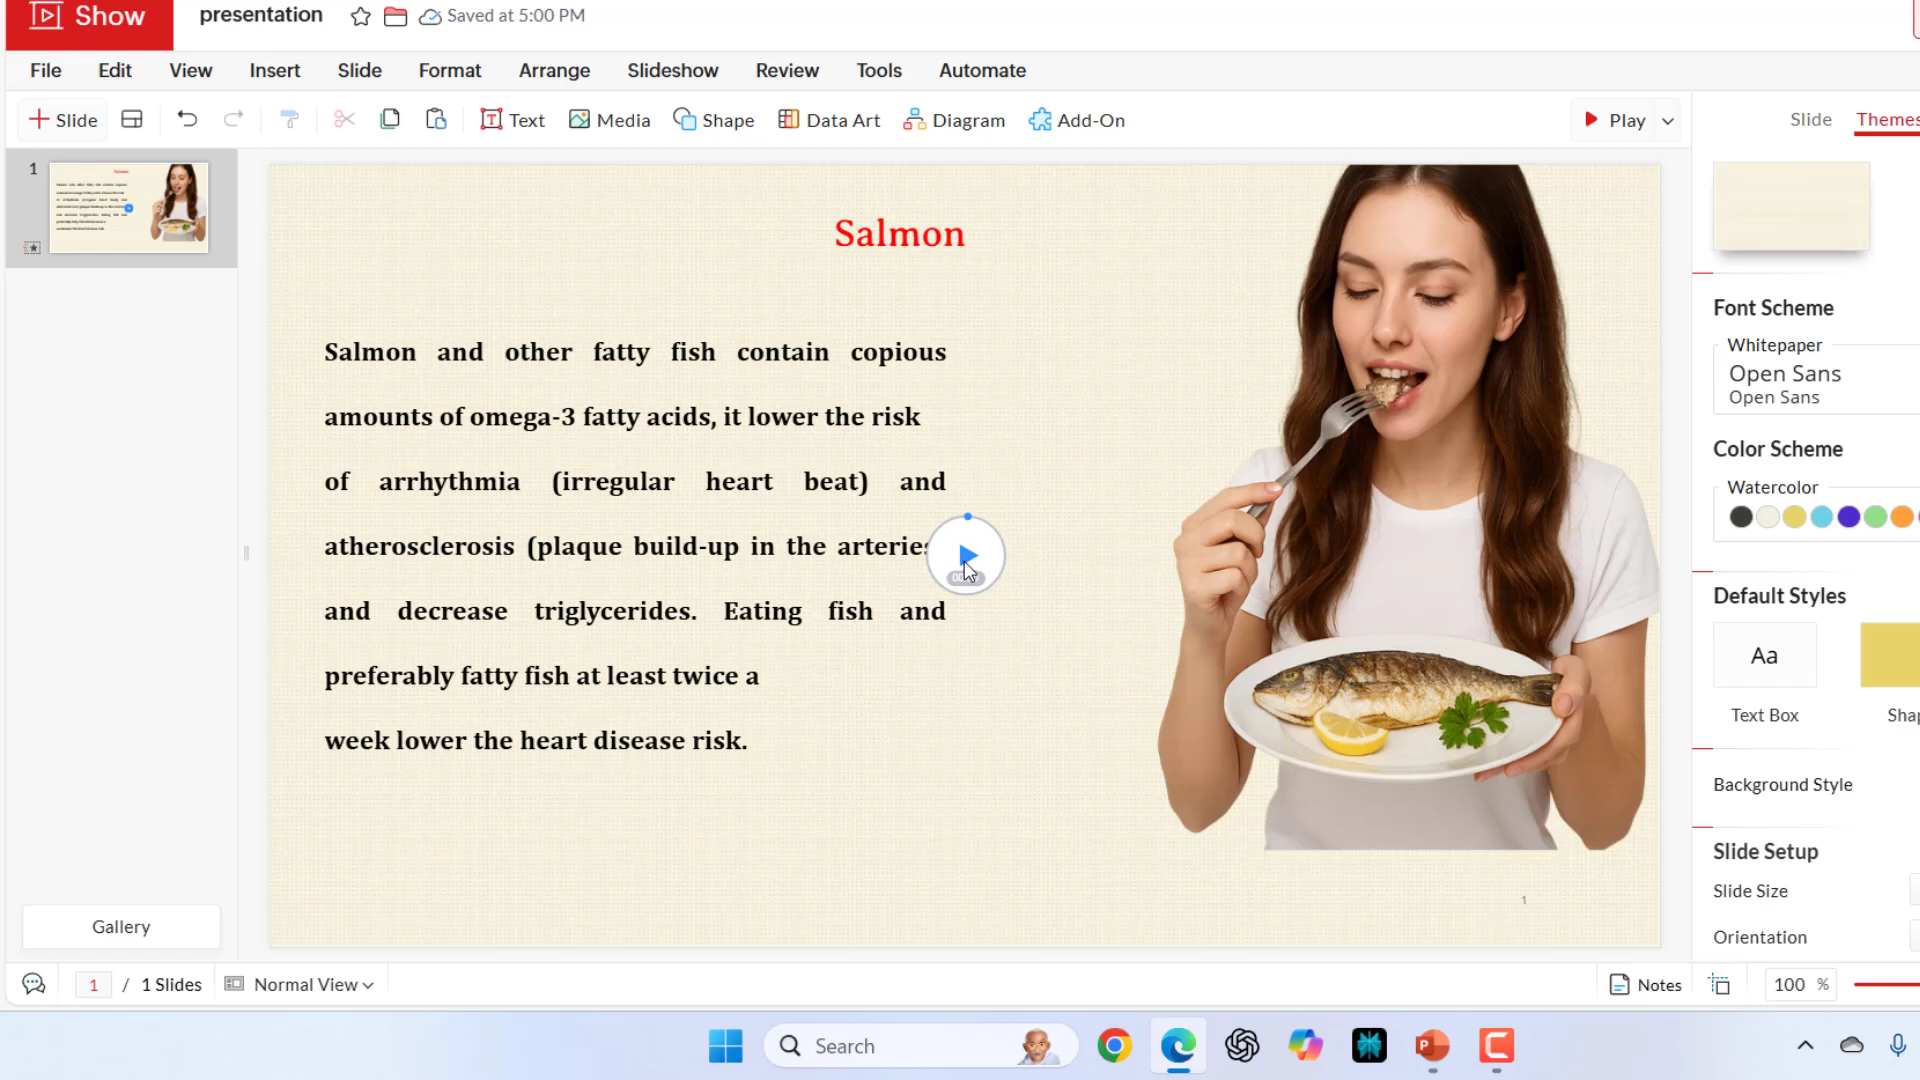 Show
presentation
Saved at 5:00 PM
File Edit View Insert Slide Format Arrange Slideshow Review Tools Automate
Slide
Text Media Shape Data Art Diagram Add-On
Play
Slide Themes
1
Salmon
Salmon and other fatty fish contain copious
amounts of omega-3 fatty acids, it lower the risk
of arrhythmia (irregular heart beat) and
atherosclerosis (plaque build-up in the arteries
and decrease triglycerides. Eating fish and
preferably fatty fish at least twice a
week lower the heart disease risk.
1
Font Scheme
Whitepaper
Open Sans
Open Sans
Color Scheme
Watercolor
Default Styles
Aa
Text Box
Background Style
Slide Setup
Slide Size
Orientation
Gallery
1 / 1 Slides
Normal View
Notes
100 %
Search